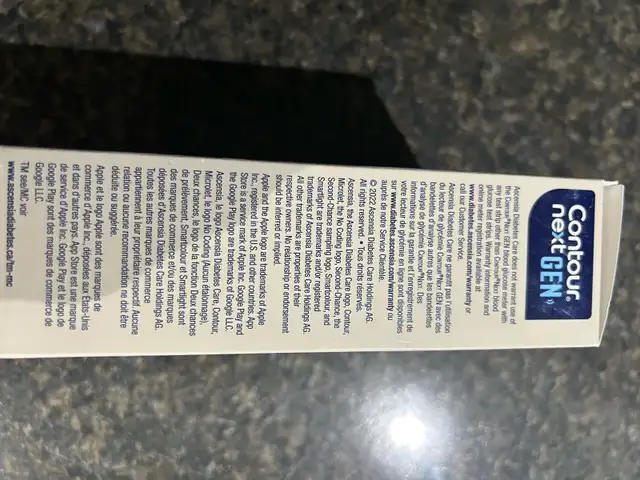 Contour®
next
GEN
Ascensia Diabetes Care does not warrant use of
the Contour®Next GEN blood glucose meter with
any test strip other than Contour®Next blood
glucose test strips. Warranty information and
online meter registration are available at
www.diabetes.ascensia.com/warranty or
call our Customer Service.
Ascensia Diabetes Care ne garantit pas l'utilisation
du lecteur de glycémie Contour®Next GEN avec des
bandelettes d'analyse autres que les bandelettes
d'analyse de la glycémie Contour®Next. Des
informations sur la garantie et l'enregistrement de
votre lecteur de glycémie en ligne sont disponibles
sur www.diabetes.ascensia.com/warranty ou
auprès de notre Service Clientèle.
© 2022 Ascensia Diabetes Care Holdings AG.
All rights reserved. • Tous droits réservés.
Ascensia, the Ascensia Diabetes Care logo, Contour,
Microlet, the No Coding logo, Second-Chance, the
Second-Chance sampling logo, Smartcolour, and
Smartlight are trademarks and/or registered
trademarks of Ascensia Diabetes Care Holdings AG.
All other trademarks are properties of their
respective owners. No relationship or endorsement
should be inferred or implied.
Apple and the Apple logo are trademarks of Apple
Inc., registered in the US and other countries. App
Store is a service mark of Apple Inc. Google Play and
the Google Play logo are trademarks of Google LLC.
Ascensia, le logo Ascensia Diabetes Care, Contour,
Microlet, le logo No Coding (Aucun étalonnage),
Deux chances, le logo de la fonction Deux chances
de prélèvement, Smartcolour et Smartlight sont
des marques de commerce et/ou des marques
déposées d'Ascensia Diabetes Care Holdings AG.
Toutes les autres marques de commerce
appartiennent à leur propriétaire respectif. Aucune
relation ou aucune recommandation ne doit être
déduite ou suggérée.
Apple et le logo Apple sont des marques de
commerce d'Apple Inc., déposées aux États-Unis
et dans d'autres pays. App Store est une marque
de service d'Apple Inc. Google Play et le logo de
Google Play sont des marques de commerce de
Google LLC.
TM see/MC voir
www.ascensiadiabetes.ca/tm-mc